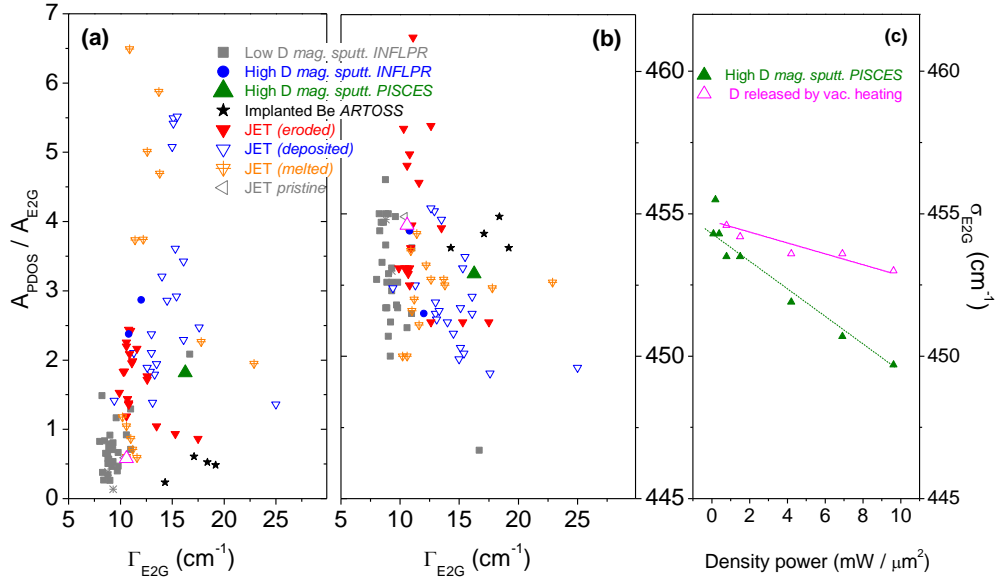 (a)
(b)
(c)
Low D mag. sputt. INFLPR
High D mag. sputt. INFLPR
High D mag. sputt. PISCES
Implanted Be ARTOSS
JET (eroded)
JET (deposited)
JET (melted)
JET pristine
High D mag. sputt. PISCES
D released by vac. heating
A_PDOS / A_E2G
7
6
5
4
3
2
1
0
5 10 15 20 25
Γ_E2G (cm⁻¹)
5 10 15 20 25
Γ_E2G (cm⁻¹)
460
455
450
445
0 2 4 6 8 10
Density power (mW / μm²)
460
455
450
445
σ_E2G
(cm⁻¹)